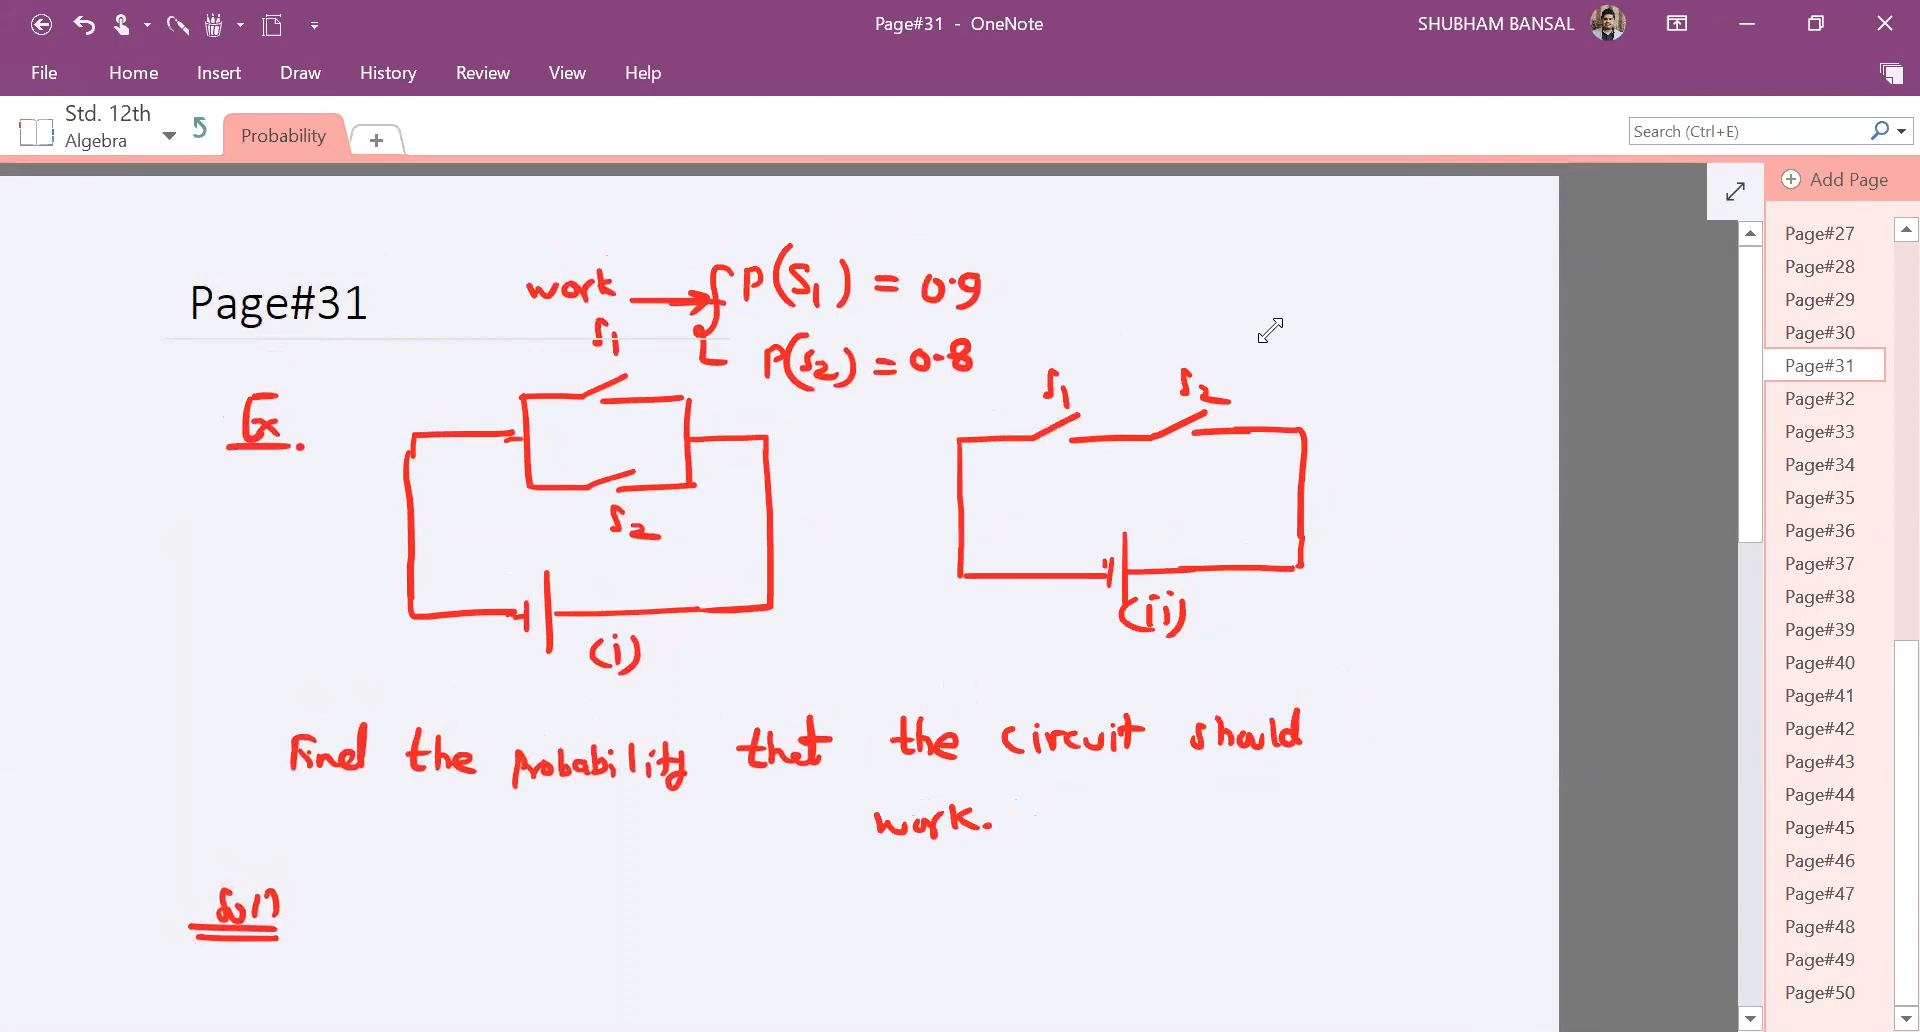 Page#31 - OneNote
SHUBHAM BANSAL
File Home Insert Draw History Review View Help
Std. 12th
Algebra
Probability
+
Search (Ctrl+E)
Add Page
Page#27
Page#28
Page#29
Page#30
Page#31
Page#32
Page#33
Page#34
Page#35
Page#36
Page#37
Page#38
Page#39
Page#40
Page#41
Page#42
Page#43
Page#44
Page#45
Page#46
Page#47
Page#48
Page#49
Page#50
Page#31
work → P(S1) = 0.9
P(S2) = 0.8
Ex.
S1
S2
(i)
S1 S2
(ii)
Find the probability that the circuit should
work.
Soln